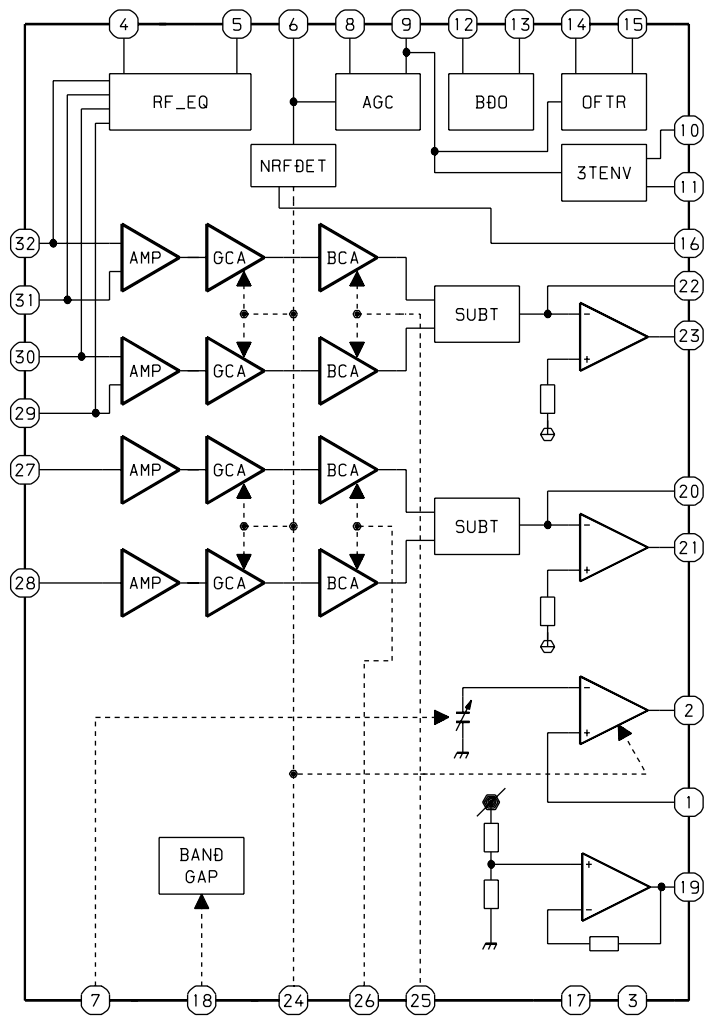 4 5 6 8 9 12 13 14 15
RF_EQ AGC BDO OFTR
10
NRFDET 3TENV
11
32 AMP GCA BCA 16
22
31 SUBT
− 23
30 AMP GCA BCA +
29
27 AMP GCA BCA 20
SUBT
− 21
28 AMP GCA BCA +
− 2
+
1
BAND
GAP
+ 19
−
7 18 24 26 25 17 3